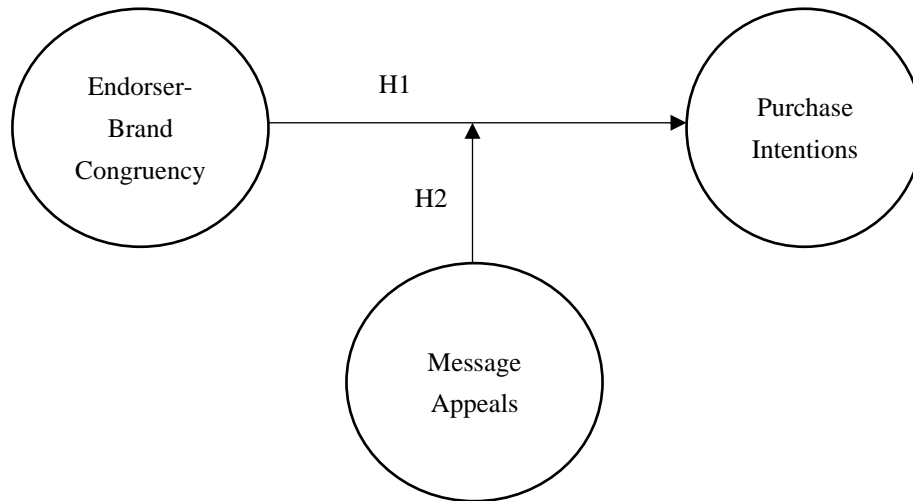 Endorser-
Brand
Congruency
H1
Purchase
Intentions
H2
Message
Appeals